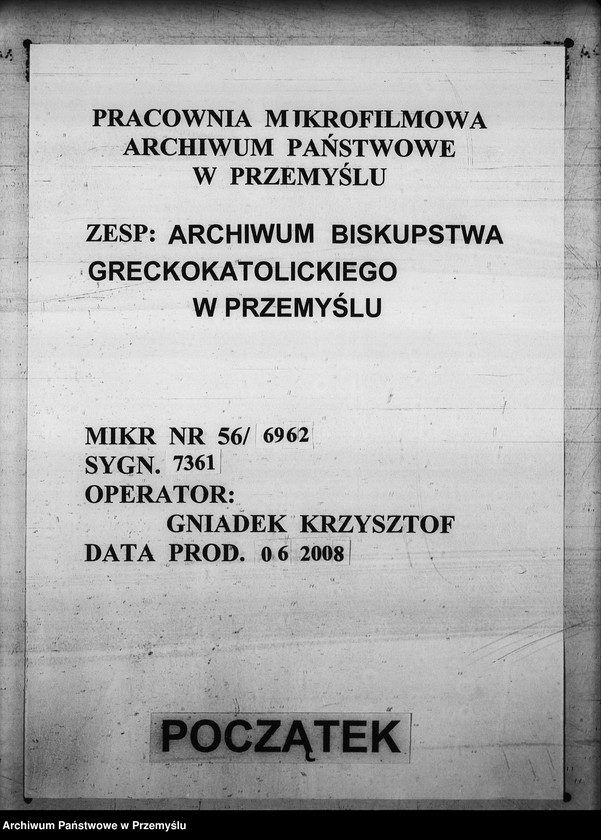 PRACOWNIA MIKROFILMOWA
ARCHIWUM PAŃSTWOWE
W PRZEMYŚLU
ZESP: ARCHIWUM BISKUPSTWA
GRECKOKATOLICKIEGO
W PRZEMYŚLU
MIKR NR 56/ 6962
SYGN. 7361
OPERATOR:
GNIADEK KRZYSZTOF
DATA PROD. 06 2008
POCZĄTEK
Archiwum Państwowe w Przemyślu